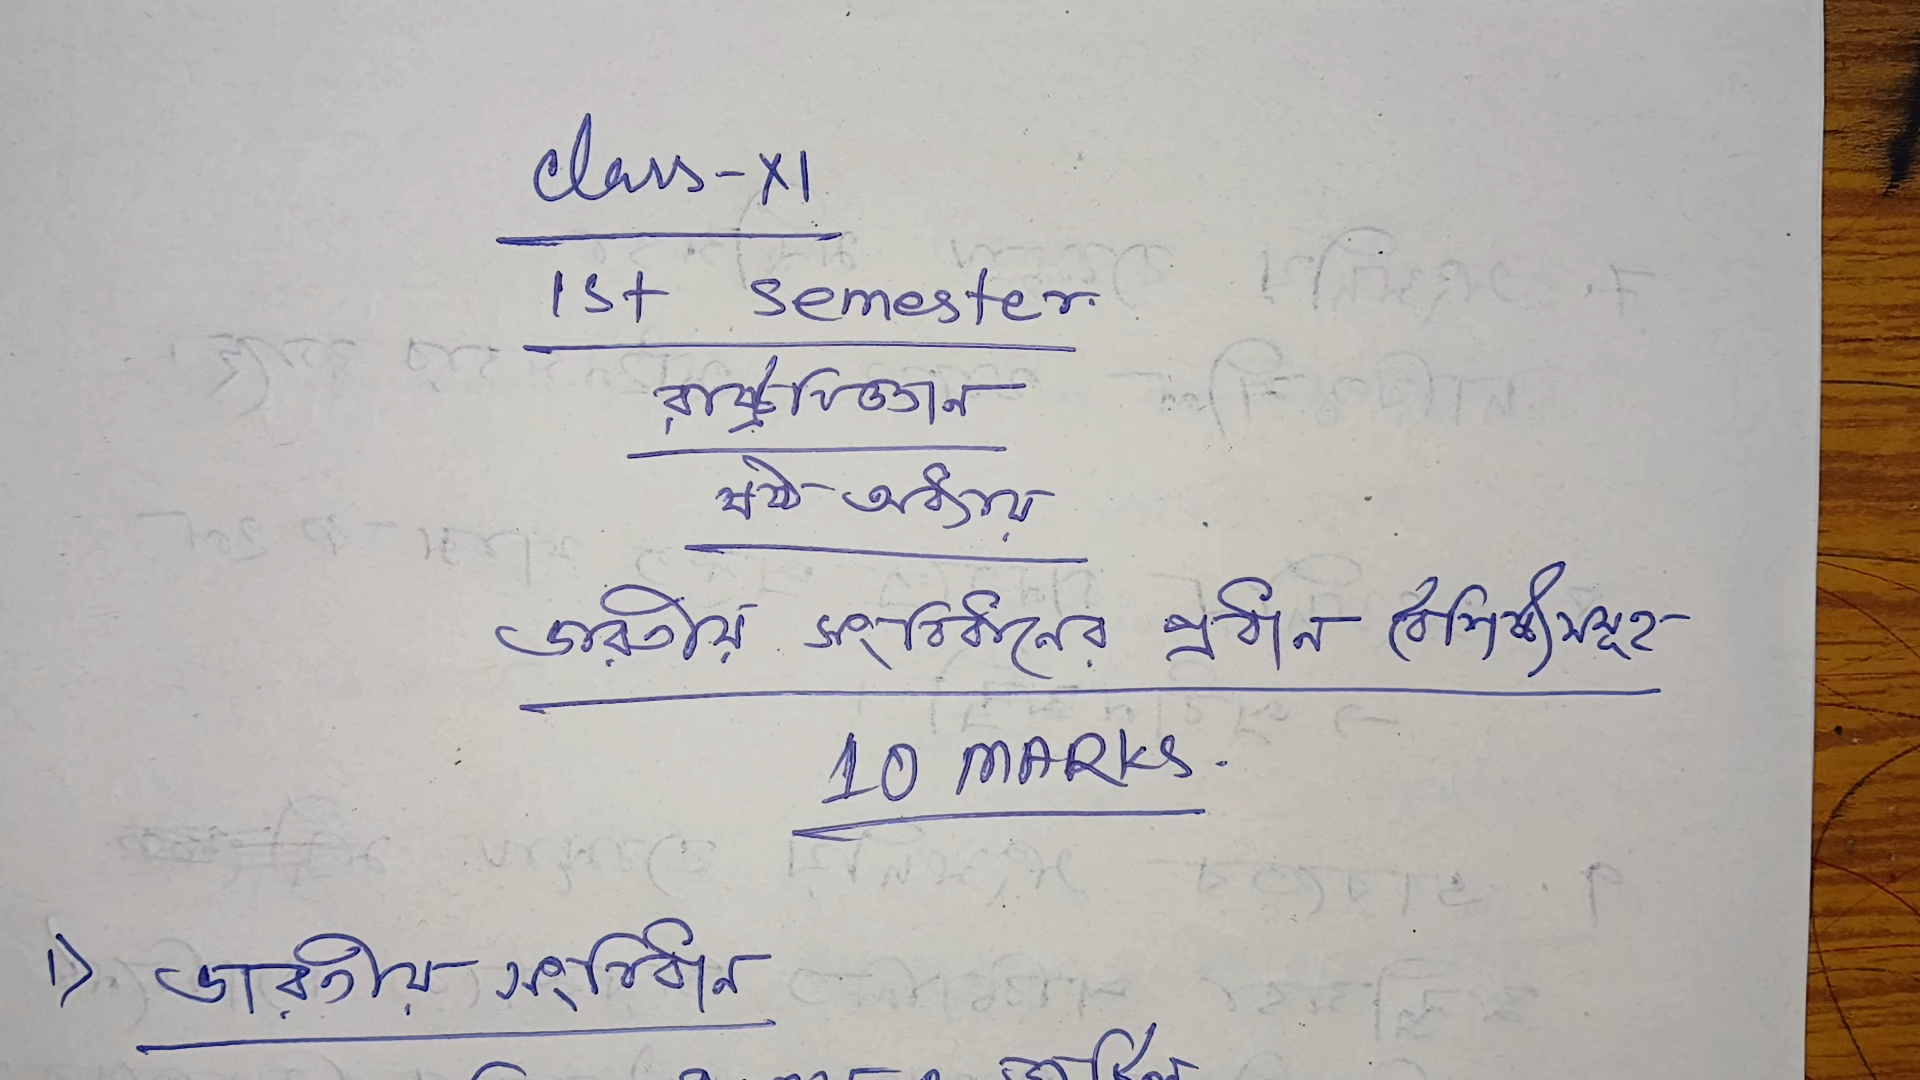 class-XI
1st semester.
রাষ্ট্রবিজ্ঞান
ষষ্ঠ অধ্যায়
ভারতীয় সংবিধানের প্রধান বৈশিষ্ট্যসমূহ
10 MARKS.
1) ভারতীয় সংবিধান